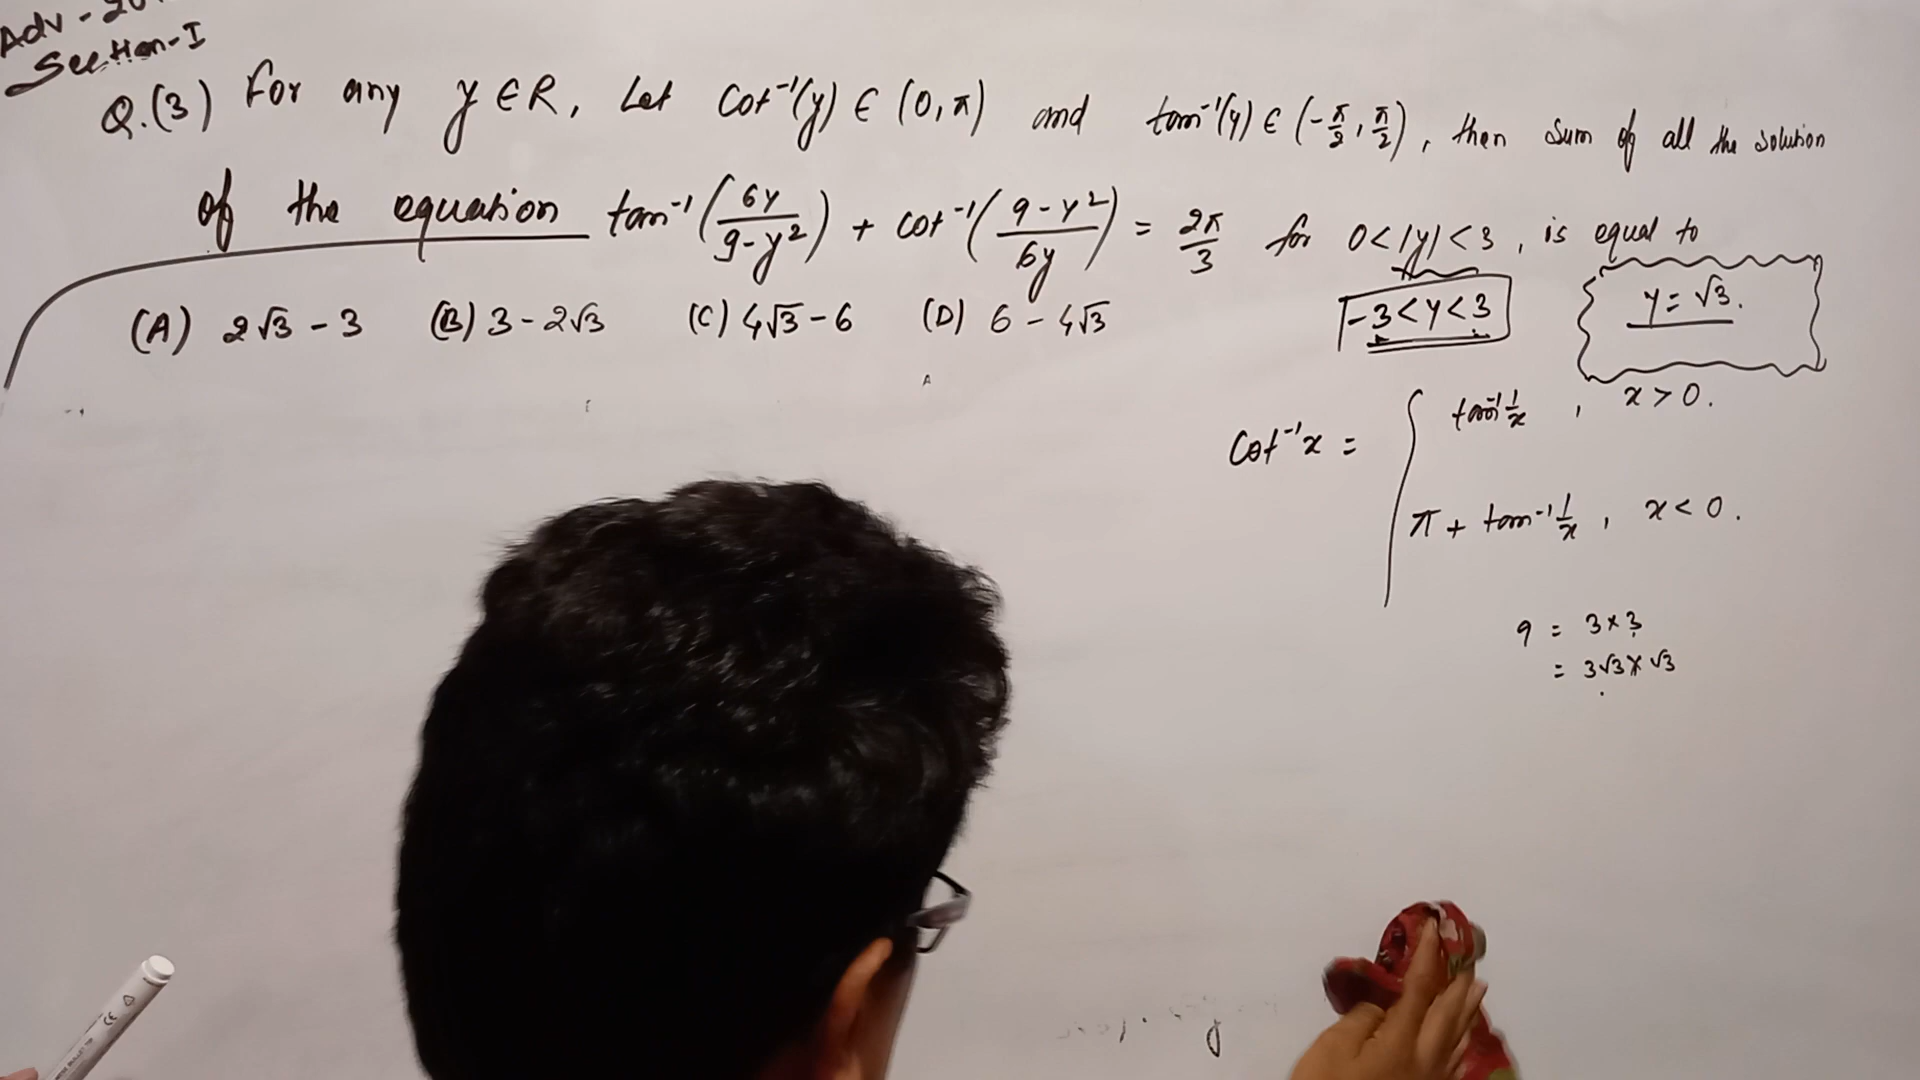 Adv - 20
Section-I
Q.(3) For any y ∈ R, Let cot⁻¹(y) ∈ (0, π) and tan⁻¹(y) ∈ (-π/2, π/2), then sum of all the solution
of the equation tan⁻¹(6y/(9-y²)) + cot⁻¹((9-y²)/6y) = 2π/3 for 0<|y|<3, is equal to
(A) 2√3 - 3 (B) 3 - 2√3 (C) 4√3 - 6 (D) 6 - 4√3
-3<y<3
y = √3.
Cot⁻¹x = { tan⁻¹ 1/x , x > 0.
π + tan⁻¹ 1/x , x < 0.
9 = 3×3
= 3√3×√3
CE